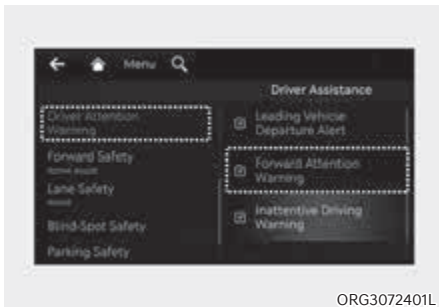 Menu
Driver Assistance
Driver Attention
Warning
Forward Safety
Lane Safety
Blind-Spot Safety
Parking Safety
Leading Vehicle
Departure Alert
Forward Attention
Warning
Inattentive Driving
Warning
ORG3072401L